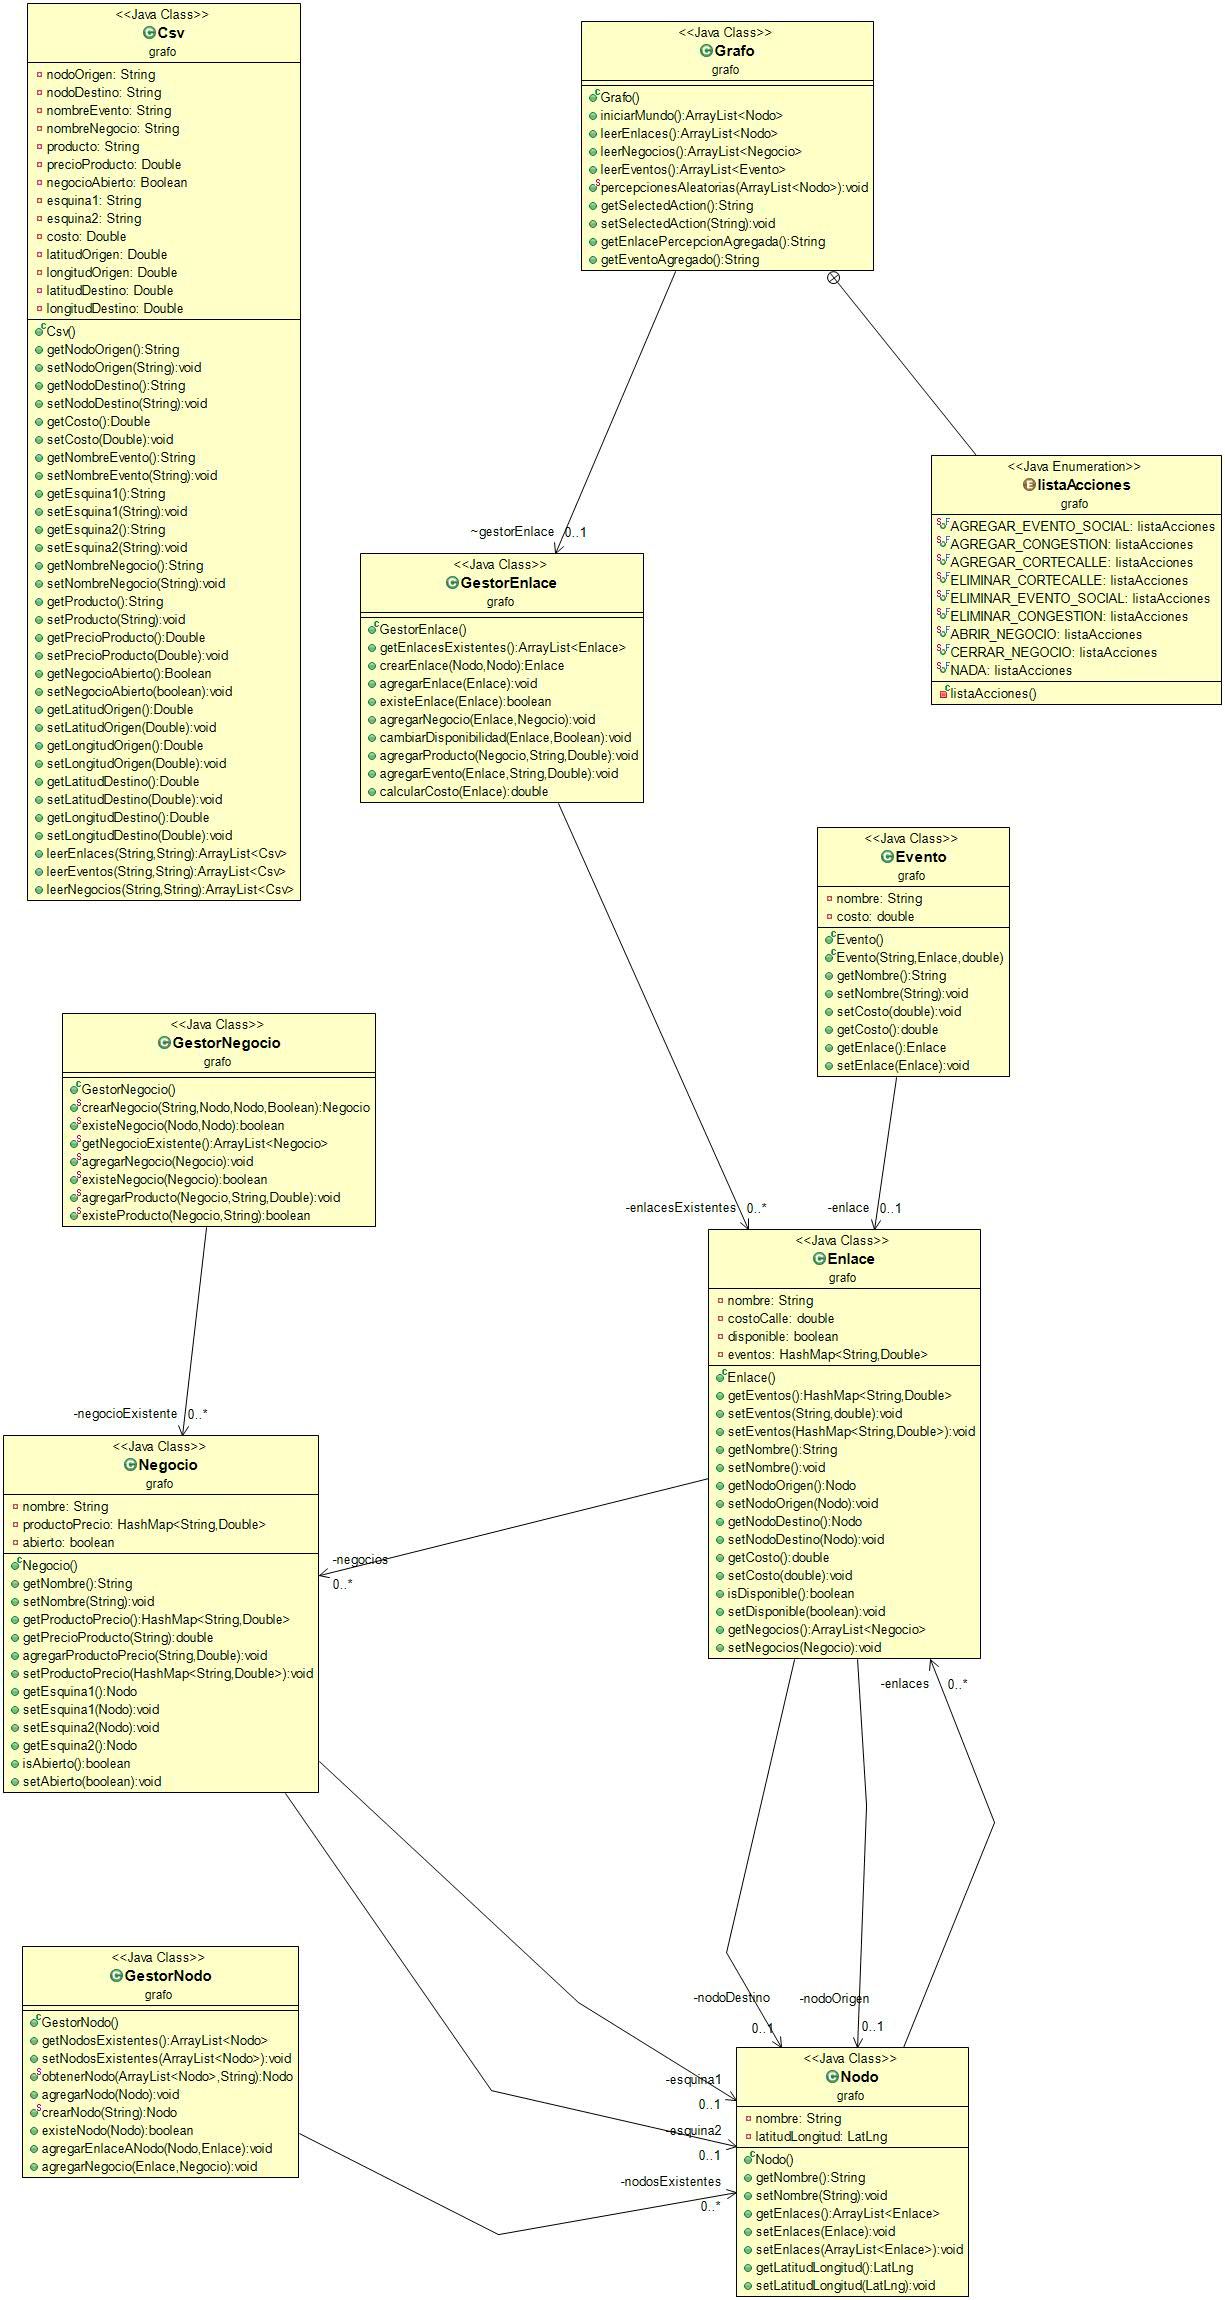 <<Java Class>>
Csv
grafo
nodoOrigen: String
nodoDestino: String
nombreEvento: String
nombreNegocio: String
producto: String
precioProducto: Double
negocioAbierto: Boolean
esquina1: String
esquina2: String
costo: Double
latitudOrigen: Double
longitudOrigen: Double
latitudDestino: Double
longitudDestino: Double
Csv()
getNodoOrigen():String
setNodoOrigen(String):void
getNodoDestino():String
setNodoDestino(String):void
getCosto():Double
setCosto(Double):void
getNombreEvento():String
setNombreEvento(String):void
getEsquina1():String
setEsquina1(String):void
getEsquina2():String
setEsquina2(String):void
getNombreNegocio():String
setNombreNegocio(String):void
getProducto():String
setProducto(String):void
getPrecioProducto():Double
setPrecioProducto(Double):void
getNegocioAbierto():Boolean
setNegocioAbierto(boolean):void
getLatitudOrigen():Double
setLatitudOrigen(Double):void
getLongitudOrigen():Double
setLongitudOrigen(Double):void
getLatitudDestino():Double
setLatitudDestino(Double):void
getLongitudDestino():Double
setLongitudDestino(Double):void
leerEnlaces(String,String):ArrayList<Csv>
leerEventos(String,String):ArrayList<Csv>
leerNegocios(String,String):ArrayList<Csv>
<<Java Class>>
Grafo
grafo
Grafo()
iniciarMundo():ArrayList<Nodo>
leerEnlaces():ArrayList<Nodo>
leerNegocios():ArrayList<Negocio>
leerEventos():ArrayList<Evento>
percepcionesAleatorias(ArrayList<Nodo>):void
getSelectedAction():String
setSelectedAction(String):void
getEnlacePercepcionAgregada():String
getEventoAgregado():String
<<Java Enumeration>>
listaAcciones
grafo
AGREGAR_EVENTO_SOCIAL: listaAcciones
AGREGAR_CONGESTION: listaAcciones
AGREGAR_CORTECALLE: listaAcciones
ELIMINAR_CORTECALLE: listaAcciones
ELIMINAR_EVENTO_SOCIAL: listaAcciones
ELIMINAR_CONGESTION: listaAcciones
ABRIR_NEGOCIO: listaAcciones
CERRAR_NEGOCIO: listaAcciones
NADA: listaAcciones
listaAcciones()
~gestorEnlace 0..1
<<Java Class>>
GestorEnlace
grafo
GestorEnlace()
getEnlacesExistentes():ArrayList<Enlace>
crearEnlace(Nodo,Nodo):Enlace
agregarEnlace(Enlace):void
existeEnlace(Enlace):boolean
agregarNegocio(Enlace,Negocio):void
cambiarDisponibilidad(Enlace,Boolean):void
agregarProducto(Negocio,String,Double):void
agregarEvento(Enlace,String,Double):void
calcularCosto(Enlace):double
<<Java Class>>
Evento
grafo
nombre: String
costo: double
Evento()
Evento(String,Enlace,double)
getNombre():String
setNombre(String):void
setCosto(double):void
getCosto():double
getEnlace():Enlace
setEnlace(Enlace):void
<<Java Class>>
GestorNegocio
grafo
GestorNegocio()
crearNegocio(String,Nodo,Nodo,Boolean):Negocio
existeNegocio(Nodo,Nodo):boolean
getNegocioExistente():ArrayList<Negocio>
agregarNegocio(Negocio):void
existeNegocio(Negocio):boolean
agregarProducto(Negocio,String,Double):void
existeProducto(Negocio,String):boolean
-enlacesExistentes 0..*
-enlace 0..1
<<Java Class>>
Enlace
grafo
nombre: String
costoCalle: double
disponible: boolean
eventos: HashMap<String,Double>
Enlace()
getEventos():HashMap<String,Double>
setEventos(String,double):void
setEventos(HashMap<String,Double>):void
getNombre():String
setNombre():void
getNodoOrigen():Nodo
setNodoOrigen(Nodo):void
getNodoDestino():Nodo
setNodoDestino(Nodo):void
getCosto():double
setCosto(double):void
isDisponible():boolean
setDisponible(boolean):void
getNegocios():ArrayList<Negocio>
setNegocios(Negocio):void
-negocioExistente 0..*
<<Java Class>>
Negocio
grafo
nombre: String
productoPrecio: HashMap<String,Double>
abierto: boolean
Negocio()
getNombre():String
setNombre(String):void
getProductoPrecio():HashMap<String,Double>
getPrecioProducto(String):double
agregarProductoPrecio(String,Double):void
setProductoPrecio(HashMap<String,Double>):void
getEsquina1():Nodo
setEsquina1(Nodo):void
setEsquina2(Nodo):void
getEsquina2():Nodo
isAbierto():boolean
setAbierto(boolean):void
-negocios
0..*
-enlaces 0..*
<<Java Class>>
GestorNodo
grafo
GestorNodo()
getNodosExistentes():ArrayList<Nodo>
setNodosExistentes(ArrayList<Nodo>):void
obtenerNodo(ArrayList<Nodo>,String):Nodo
agregarNodo(Nodo):void
crearNodo(String):Nodo
existeNodo(Nodo):boolean
agregarEnlaceANodo(Nodo,Enlace):void
agregarNegocio(Enlace,Negocio):void
-nodoDestino
0..1
-nodoOrigen
0..1
-esquina1
0..1
-esquina2
0..1
-nodosExistentes
0..*
<<Java Class>>
Nodo
grafo
nombre: String
latitudLongitud: LatLng
Nodo()
getNombre():String
setNombre(String):void
getEnlaces():ArrayList<Enlace>
setEnlaces(Enlace):void
setEnlaces(ArrayList<Enlace>):void
getLatitudLongitud():LatLng
setLatitudLongitud(LatLng):void